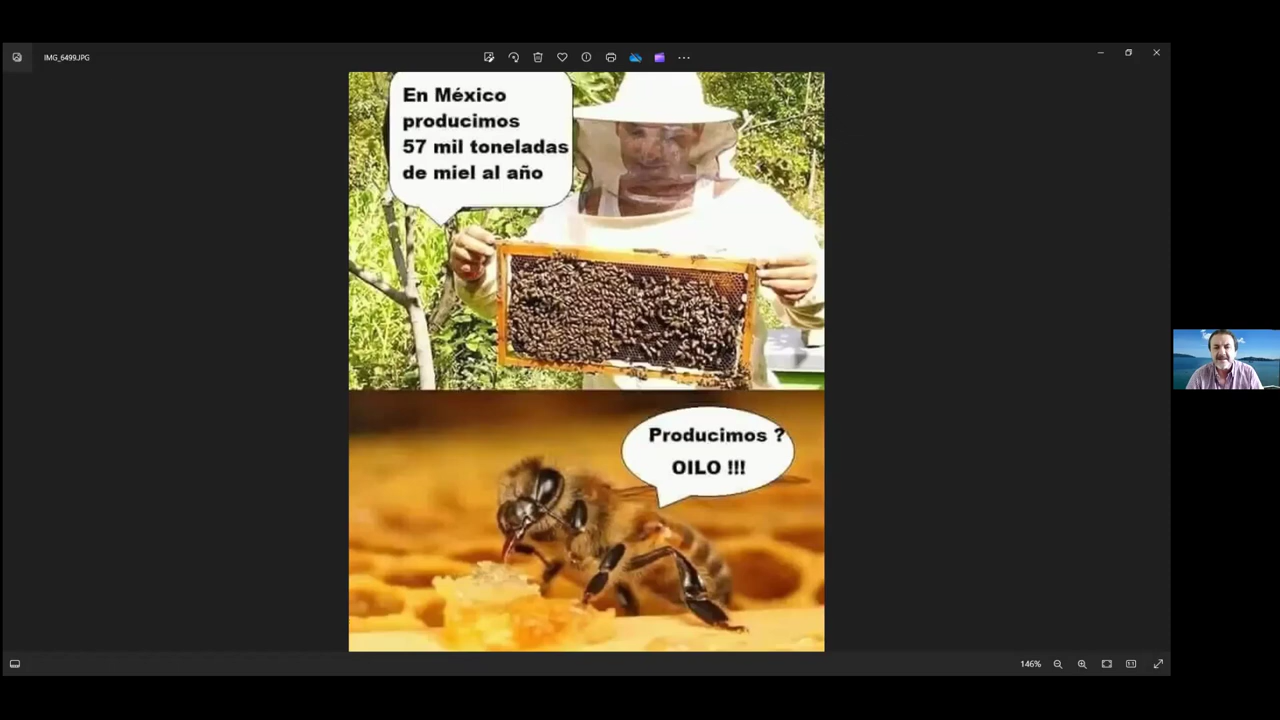 IMG_6499.JPG
En México
producimos
57 mil toneladas
de miel al año
Producimos ?
OILO !!!
146%